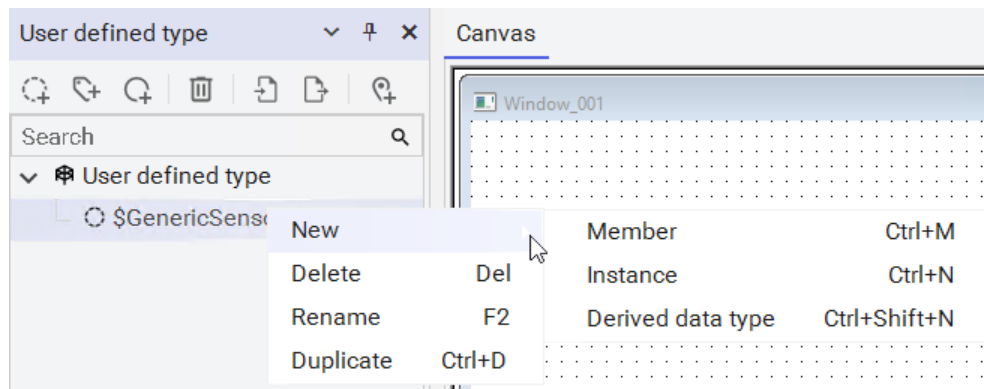 User defined type
Canvas
Window_001
Search
User defined type
$GenericSenso
New
Member Ctrl+M
Delete Del
Instance Ctrl+N
Rename F2
Derived data type Ctrl+Shift+N
Duplicate Ctrl+D